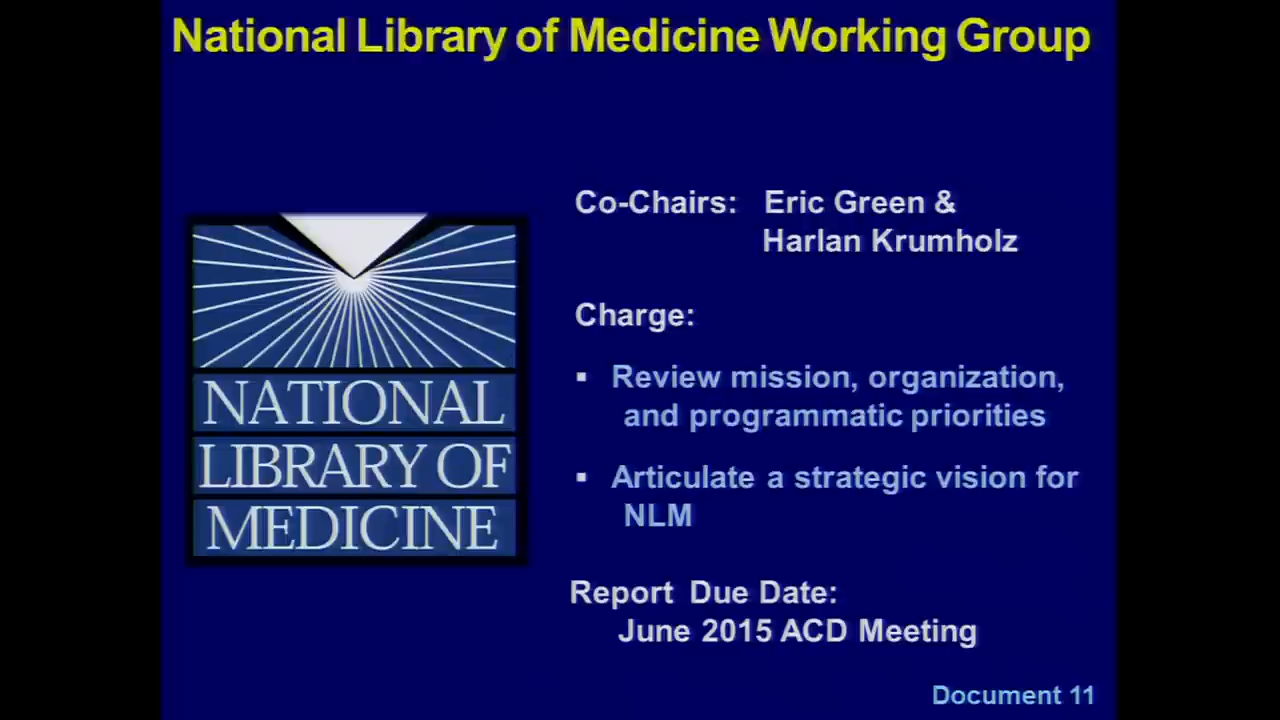 National Library of Medicine Working Group
Co-Chairs: Eric Green &
Harlan Krumholz
Charge:
▪ Review mission, organization,
and programmatic priorities
▪ Articulate a strategic vision for
NLM
Report Due Date:
June 2015 ACD Meeting
NATIONAL
LIBRARY OF
MEDICINE
Document 11